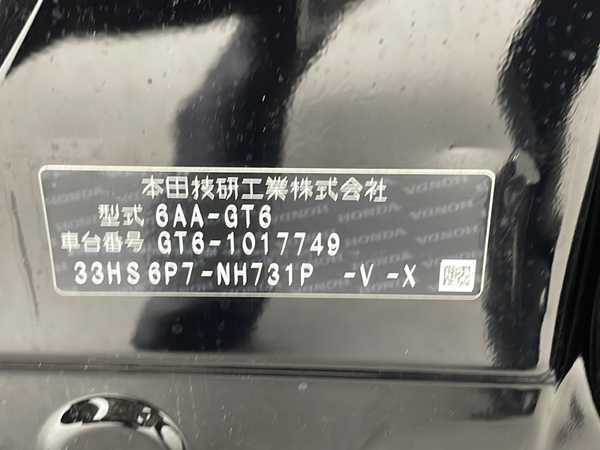 本田技研工業株式会社
型式 6AA-GT6
車台番号 GT6-1017749
33HS 6P7-NH731P -V -X